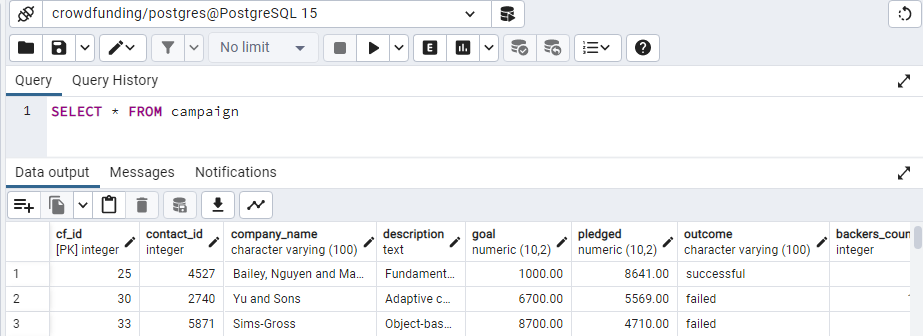 crowdfunding/postgres@PostgreSQL 15
No limit
E
Query Query History
1 SELECT * FROM campaign
Data output Messages Notifications
cf_id contact_id company_name description goal pledged outcome backers_coun
[PK] integer integer character varying (100) text numeric (10,2) numeric (10,2) character varying (100) integer
1 25 4527 Bailey, Nguyen and Ma... Fundament... 1000.00 8641.00 successful
2 30 2740 Yu and Sons Adaptive c... 6700.00 5569.00 failed
3 33 5871 Sims-Gross Object-bas... 8700.00 4710.00 failed